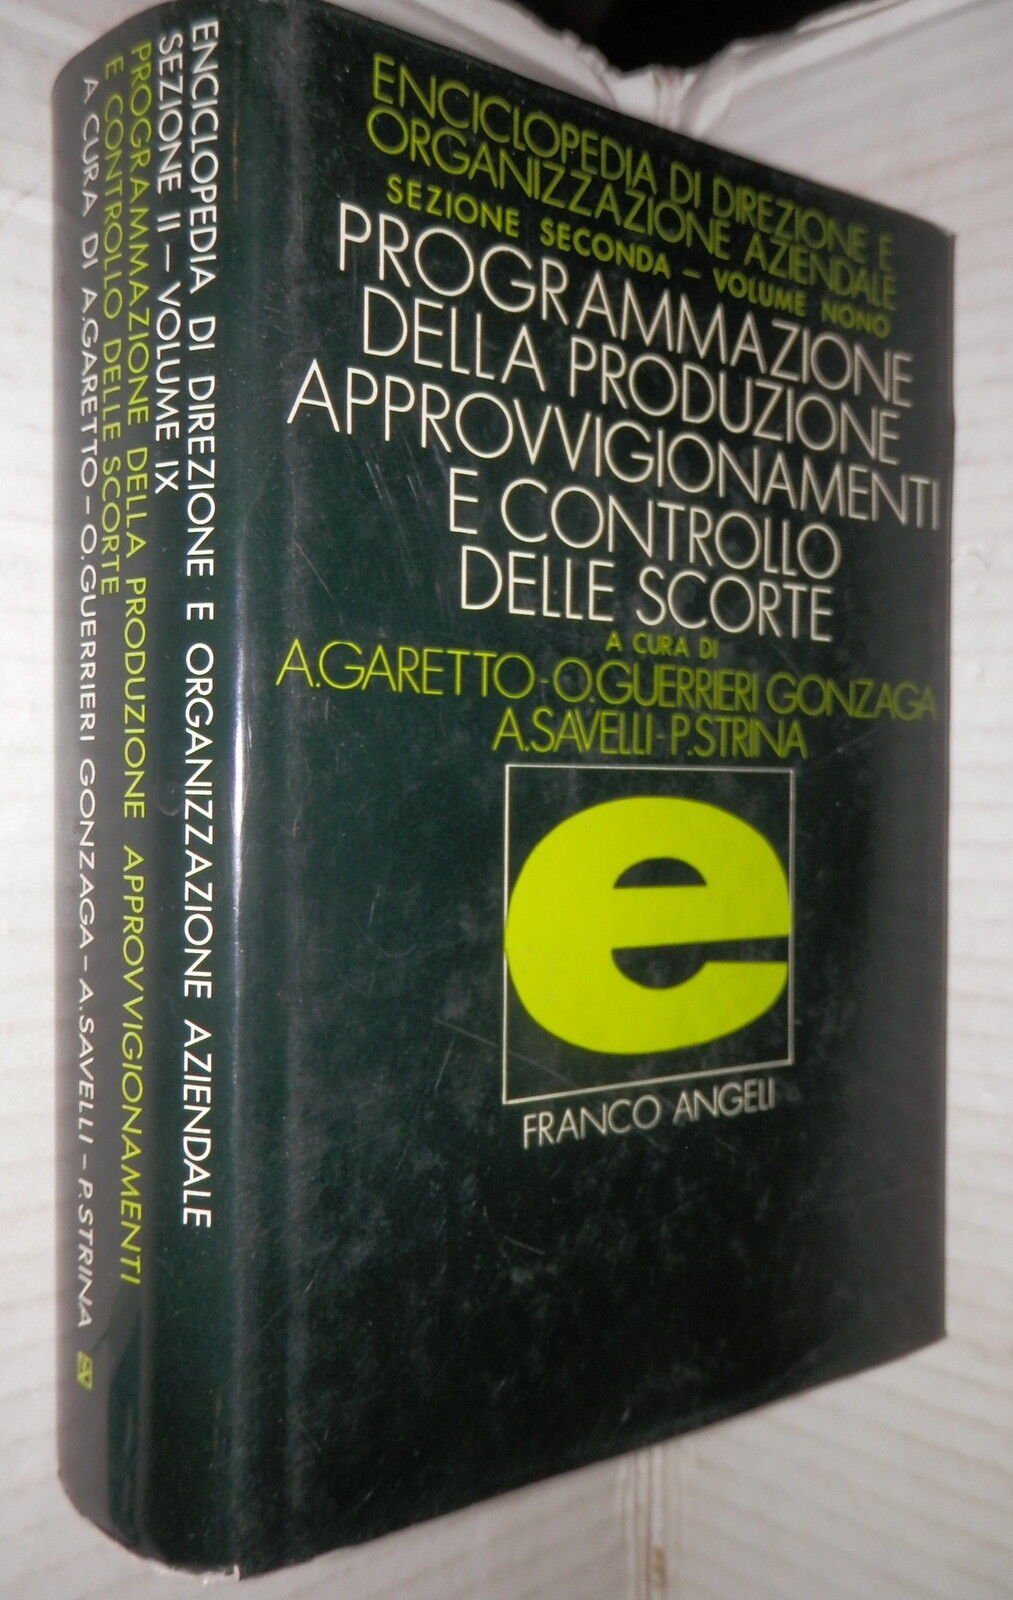 ENCICLOPEDIA DI DIREZIONE E ORGANIZZAZIONE AZIENDALE
SEZIONE II - VOLUME IX
PROGRAMMAZIONE DELLA PRODUZIONE APPROVVIGIONAMENTI
E CONTROLLO DELLE SCORTE
A CURA DI A.GARETTO - O.GUERRIERI GONZAGA - A.SAVELLI - P.STRINA
ENCICLOPEDIA DI DIREZIONE E
ORGANIZZAZIONE AZIENDALE
SEZIONE SECONDA - VOLUME NONO
PROGRAMMAZIONE
DELLA PRODUZIONE
APPROVVIGIONAMENTI
E CONTROLLO
DELLE SCORTE
A CURA DI
A.GARETTO-O.GUERRIERI GONZAGA
A.SAVELLI-P.STRINA
e
FRANCO ANGELI